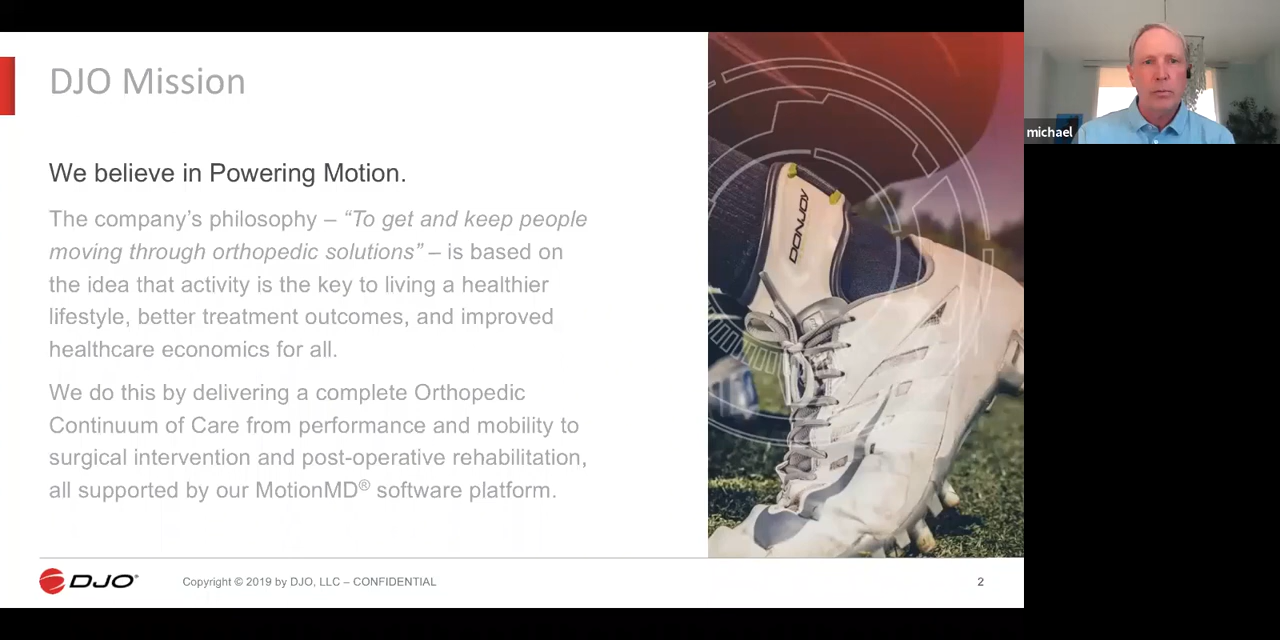 DJO Mission
We believe in Powering Motion.
The company’s philosophy – “To get and keep people
moving through orthopedic solutions” – is based on
the idea that activity is the key to living a healthier
lifestyle, better treatment outcomes, and improved
healthcare economics for all.
We do this by delivering a complete Orthopedic
Continuum of Care from performance and mobility to
surgical intervention and post-operative rehabilitation,
all supported by our MotionMD® software platform.
DONJOY
DJO®
Copyright © 2019 by DJO, LLC – CONFIDENTIAL
2
michael